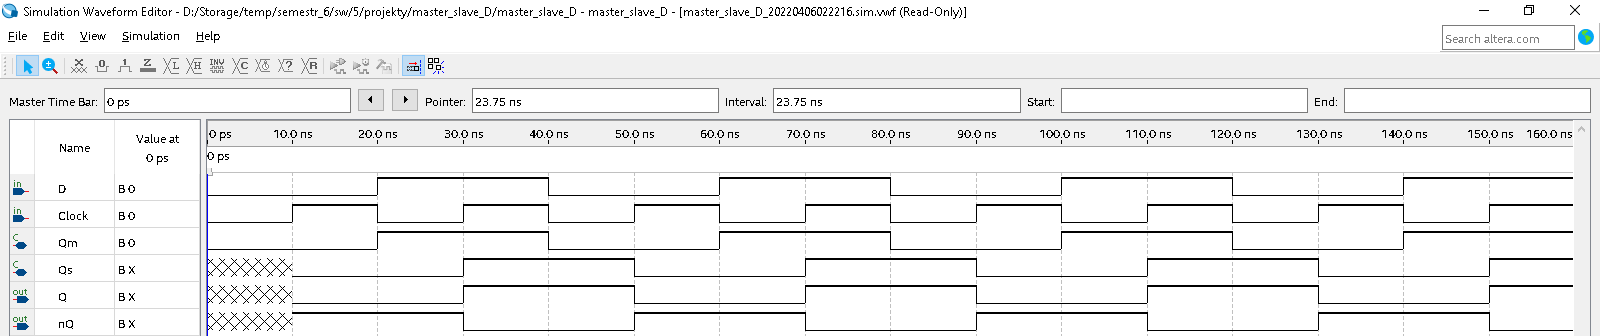 Simulation Waveform Editor - D:/Storage/temp/semestr_6/sw/5/projekty/master_slave_D/master_slave_D - master_slave_D - [master_slave_D_20220406022216.sim.vwf (Read-Only)]
File Edit View Simulation Help
Search altera.com
Master Time Bar: 0 ps Pointer: 23.75 ns Interval: 23.75 ns Start: End:
Name Value at 0 ps
0 ps 10.0 ns 20.0 ns 30.0 ns 40.0 ns 50.0 ns 60.0 ns 70.0 ns 80.0 ns 90.0 ns 100.0 ns 110.0 ns 120.0 ns 130.0 ns 140.0 ns 150.0 ns 160.0 ns
0 ps
in D B 0
in Clock B 0
C Qm B 0
C Qs B X
out Q B X
out nQ B X